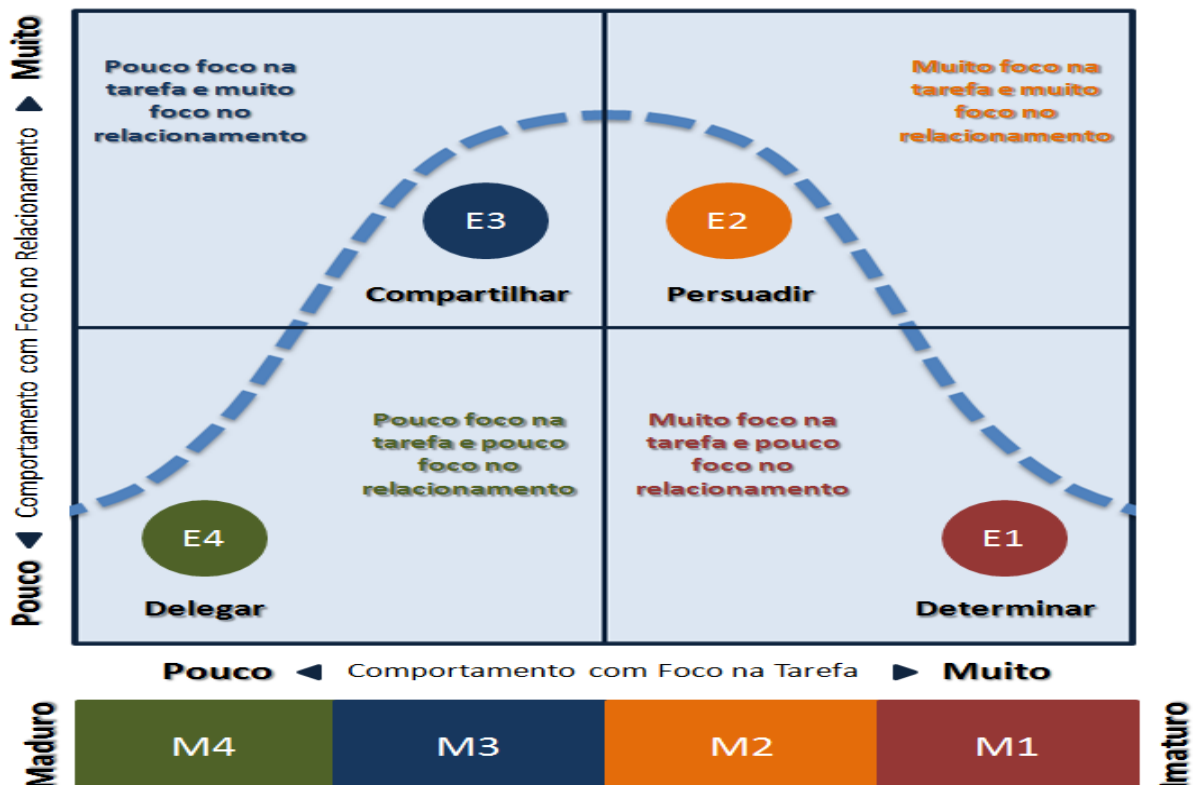 Muito
Comportamento com Foco no Relacionamento
Pouco
Pouco foco na
tarefa e muito
foco no
relacionamento
Muito foco na
tarefa e muito
foco no
relacionamento
E3
Compartilhar
E2
Persuadir
Pouco foco na
tarefa e pouco
foco no
relacionamento
Muito foco na
tarefa e pouco
foco no
relacionamento
E4
Delegar
E1
Determinar
Pouco
Comportamento com Foco na Tarefa
Muito
Maduro
M4
M3
M2
M1
Imaturo